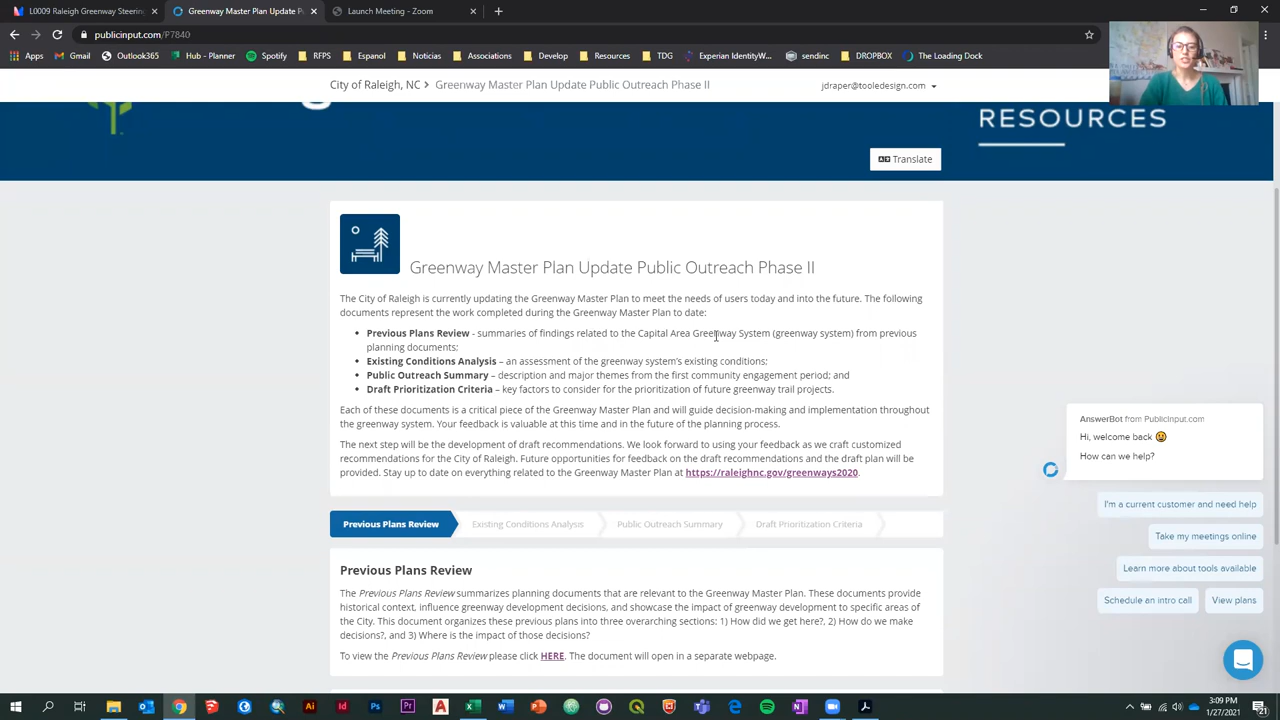 L0009 Raleigh Greenway Steering
Greenway Master Plan Update P
Launch Meeting - Zoom
publicinput.com/P7840
Apps
Gmail
Outlook365
Hub - Planner
Spotify
RFPS
Espanol
Noticias
Associations
Develop
Resources
TDG
Experian IdentityW...
sendinc
DROPBOX
The Loading Dock
City of Raleigh, NC
Greenway Master Plan Update Public Outreach Phase II
jdraper@tooledesign.com
RESOURCES
Translate
Greenway Master Plan Update Public Outreach Phase II
The City of Raleigh is currently updating the Greenway Master Plan to meet the needs of users today and into the future. The following
documents represent the work completed during the Greenway Master Plan to date:
• Previous Plans Review - summaries of findings related to the Capital Area Greenway System (greenway system) from previous
planning documents;
• Existing Conditions Analysis – an assessment of the greenway system's existing conditions;
• Public Outreach Summary – description and major themes from the first community engagement period; and
• Draft Prioritization Criteria – key factors to consider for the prioritization of future greenway trail projects.
Each of these documents is a critical piece of the Greenway Master Plan and will guide decision-making and implementation throughout
the greenway system. Your feedback is valuable at this time and in the future of the planning process.
The next step will be the development of draft recommendations. We look forward to using your feedback as we craft customized
recommendations for the City of Raleigh. Future opportunities for feedback on the draft recommendations and the draft plan will be
provided. Stay up to date on everything related to the Greenway Master Plan at https://raleighnc.gov/greenways2020.
Previous Plans Review
Existing Conditions Analysis
Public Outreach Summary
Draft Prioritization Criteria
Previous Plans Review
The Previous Plans Review summarizes planning documents that are relevant to the Greenway Master Plan. These documents provide
historical context, influence greenway development decisions, and showcase the impact of greenway development to specific areas of
the City. This document organizes these previous plans into three overarching sections: 1) How did we get here?, 2) How do we make
decisions?, and 3) Where is the impact of those decisions?
To view the Previous Plans Review please click HERE. The document will open in a separate webpage.
AnswerBot from PublicInput.com
Hi, welcome back
How can we help?
I'm a current customer and need help
Take my meetings online
Learn more about tools available
Schedule an intro call
View plans
3:09 PM
1/27/2021